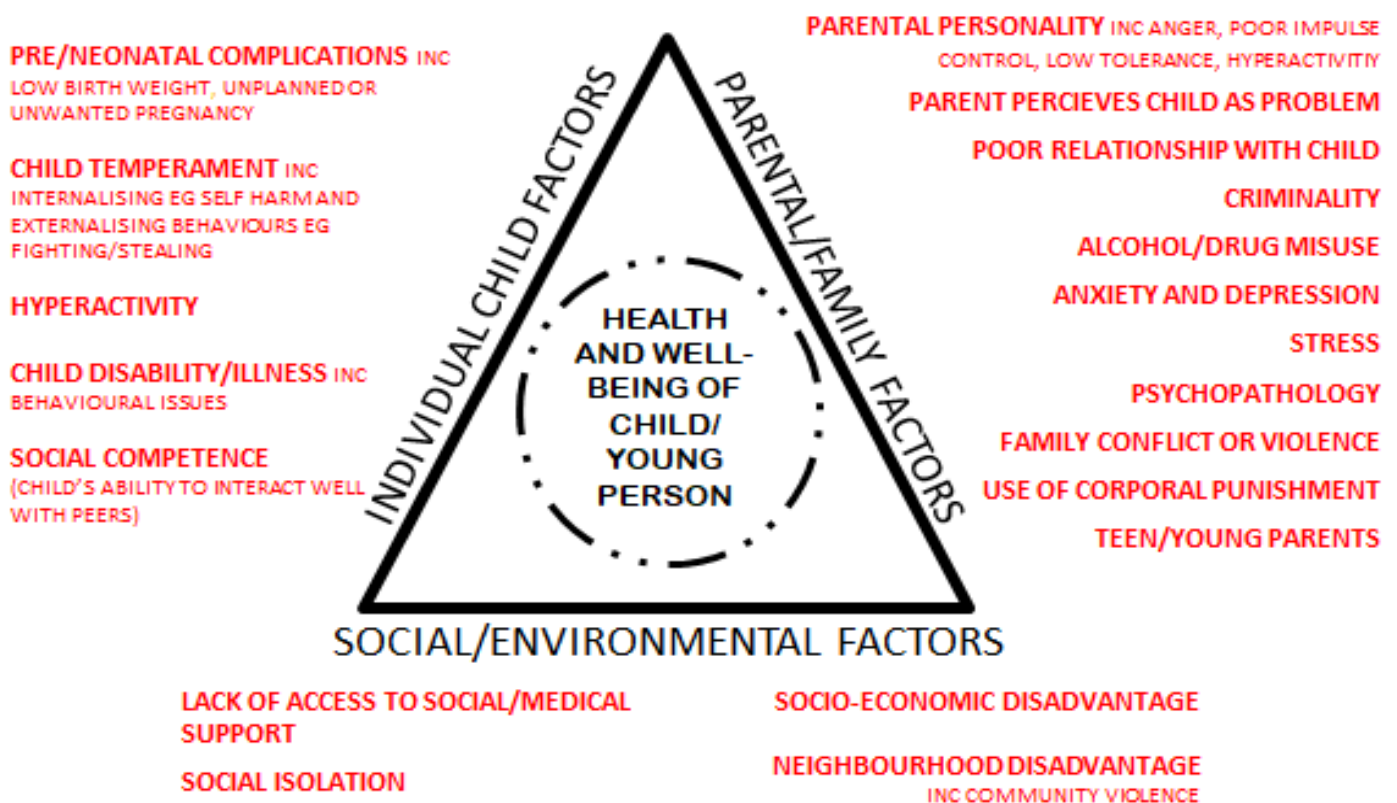 PRE/NEONATAL COMPLICATIONS INC
LOW BIRTH WEIGHT, UNPLANNED OR
UNWANTED PREGNANCY
CHILD TEMPERAMENT INC
INTERNALISING EG SELF HARM AND
EXTERNALISING BEHAVIOURS EG
FIGHTING/STEALING
HYPERACTIVITY
CHILD DISABILITY/ILLNESS INC
BEHAVIOURAL ISSUES
SOCIAL COMPETENCE
(CHILD'S ABILITY TO INTERACT WELL
WITH PEERS)
INDIVIDUAL CHILD FACTORS
HEALTH
AND WELL-
BEING OF
CHILD/
YOUNG
PERSON
PARENTAL/FAMILY FACTORS
PARENTAL PERSONALITY INC ANGER, POOR IMPULSE
CONTROL, LOW TOLERANCE, HYPERACTIVITIY
PARENT PERCIEVES CHILD AS PROBLEM
POOR RELATIONSHIP WITH CHILD
CRIMINALITY
ALCOHOL/DRUG MISUSE
ANXIETY AND DEPRESSION
STRESS
PSYCHOPATHOLOGY
FAMILY CONFLICT OR VIOLENCE
USE OF CORPORAL PUNISHMENT
TEEN/YOUNG PARENTS
SOCIAL/ENVIRONMENTAL FACTORS
LACK OF ACCESS TO SOCIAL/MEDICAL
SUPPORT
SOCIAL ISOLATION
SOCIO-ECONOMIC DISADVANTAGE
NEIGHBOURHOOD DISADVANTAGE
INC COMMUNITY VIOLENCE